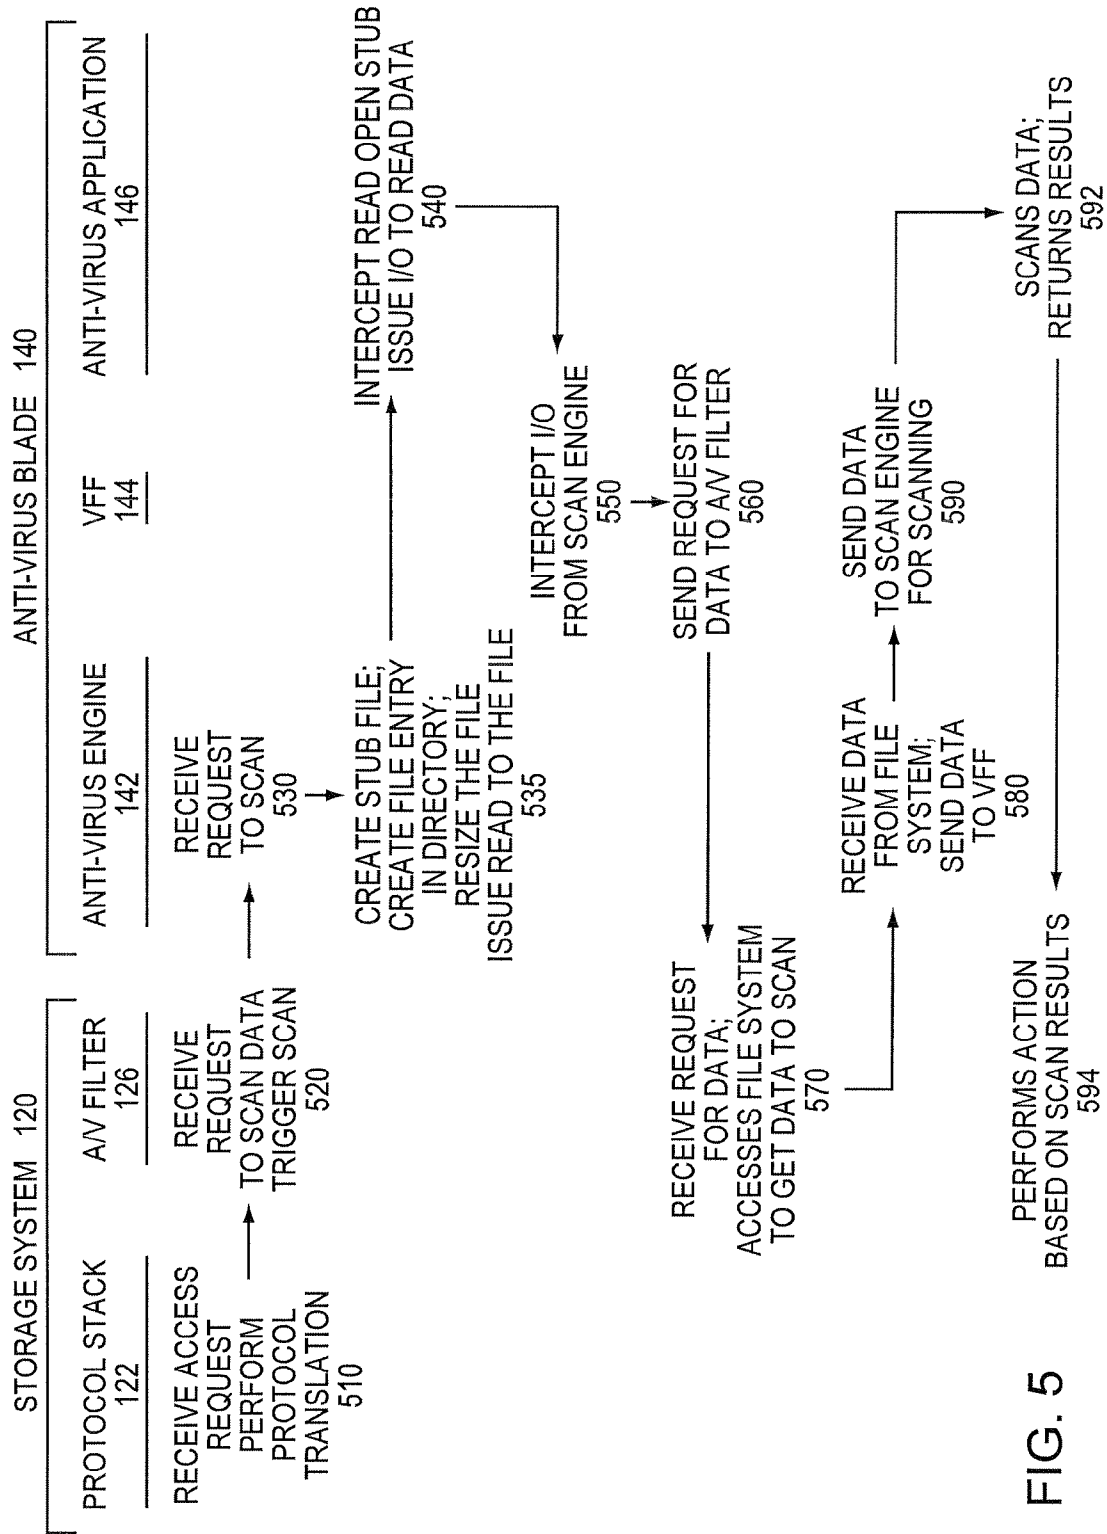 STORAGE SYSTEM 120
ANTI-VIRUS BLADE 140
PROTOCOL STACK
122
A/V FILTER
126
ANTI-VIRUS ENGINE
142
VFF
144
ANTI-VIRUS APPLICATION
146
RECEIVE ACCESS
REQUEST
PERFORM
PROTOCOL
TRANSLATION
510
RECEIVE
REQUEST
TO SCAN DATA
TRIGGER SCAN
520
RECEIVE
REQUEST
TO SCAN
530
CREATE STUB FILE;
CREATE FILE ENTRY
IN DIRECTORY;
RESIZE THE FILE
ISSUE READ TO THE FILE
535
INTERCEPT READ OPEN STUB
ISSUE I/O TO READ DATA
540
INTERCEPT I/O
FROM SCAN ENGINE
550
SEND REQUEST FOR
DATA TO A/V FILTER
560
RECEIVE REQUEST
FOR DATA;
ACCESSES FILE SYSTEM
TO GET DATA TO SCAN
570
RECEIVE DATA
FROM FILE
SYSTEM;
SEND DATA
TO VFF
580
SEND DATA
TO SCAN ENGINE
FOR SCANNING
590
SCANS DATA;
RETURNS RESULTS
592
PERFORMS ACTION
BASED ON SCAN RESULTS
594
FIG. 5